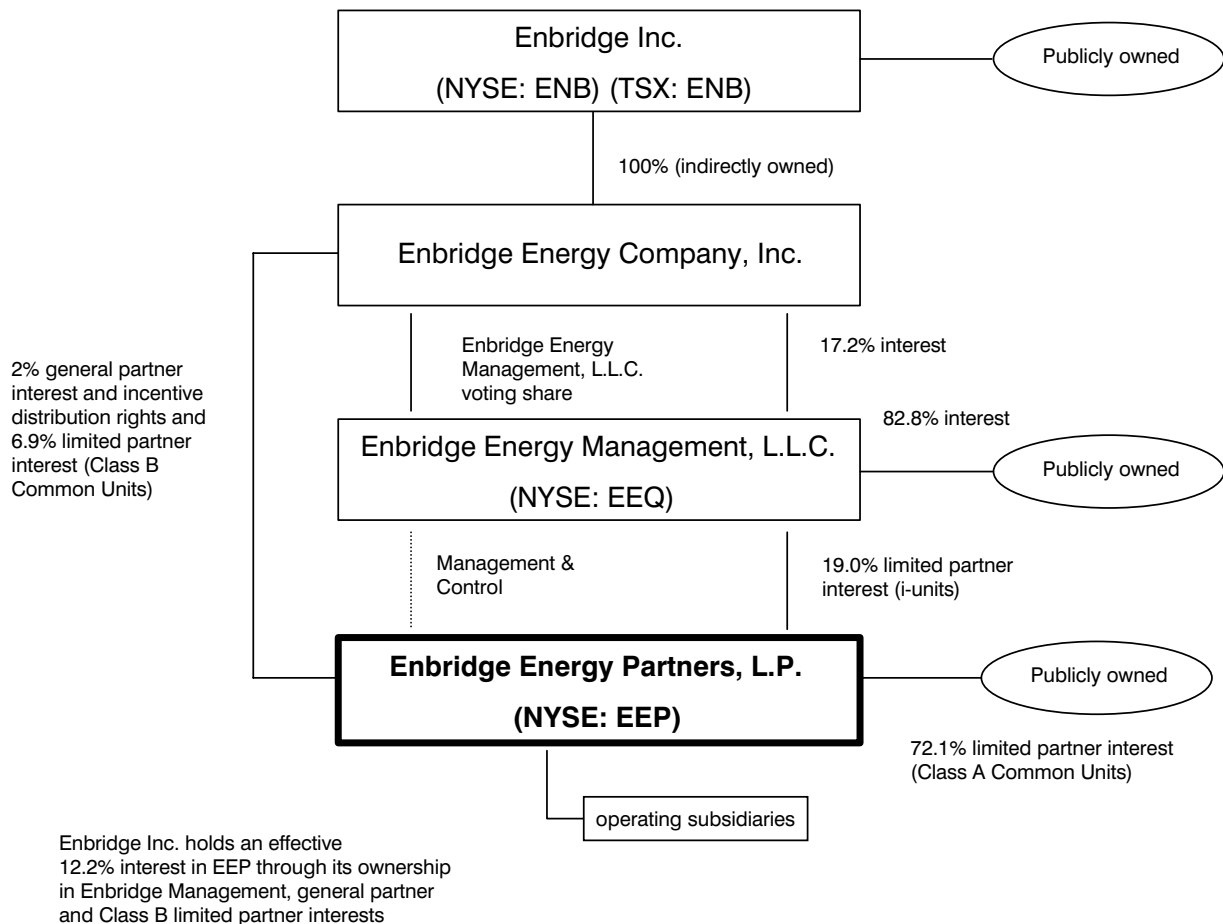 Enbridge Inc.
(NYSE: ENB) (TSX: ENB)
Publicly owned
100% (indirectly owned)
Enbridge Energy Company, Inc.
2% general partner
interest and incentive
distribution rights and
6.9% limited partner
interest (Class B
Common Units)
Enbridge Energy
Management, L.L.C.
voting share
17.2% interest
82.8% interest
Enbridge Energy Management, L.L.C.
(NYSE: EEQ)
Publicly owned
Management &
Control
19.0% limited partner
interest (i-units)
Enbridge Energy Partners, L.P.
(NYSE: EEP)
Publicly owned
72.1% limited partner interest
(Class A Common Units)
operating subsidiaries
Enbridge Inc. holds an effective
12.2% interest in EEP through its ownership
in Enbridge Management, general partner
and Class B limited partner interests